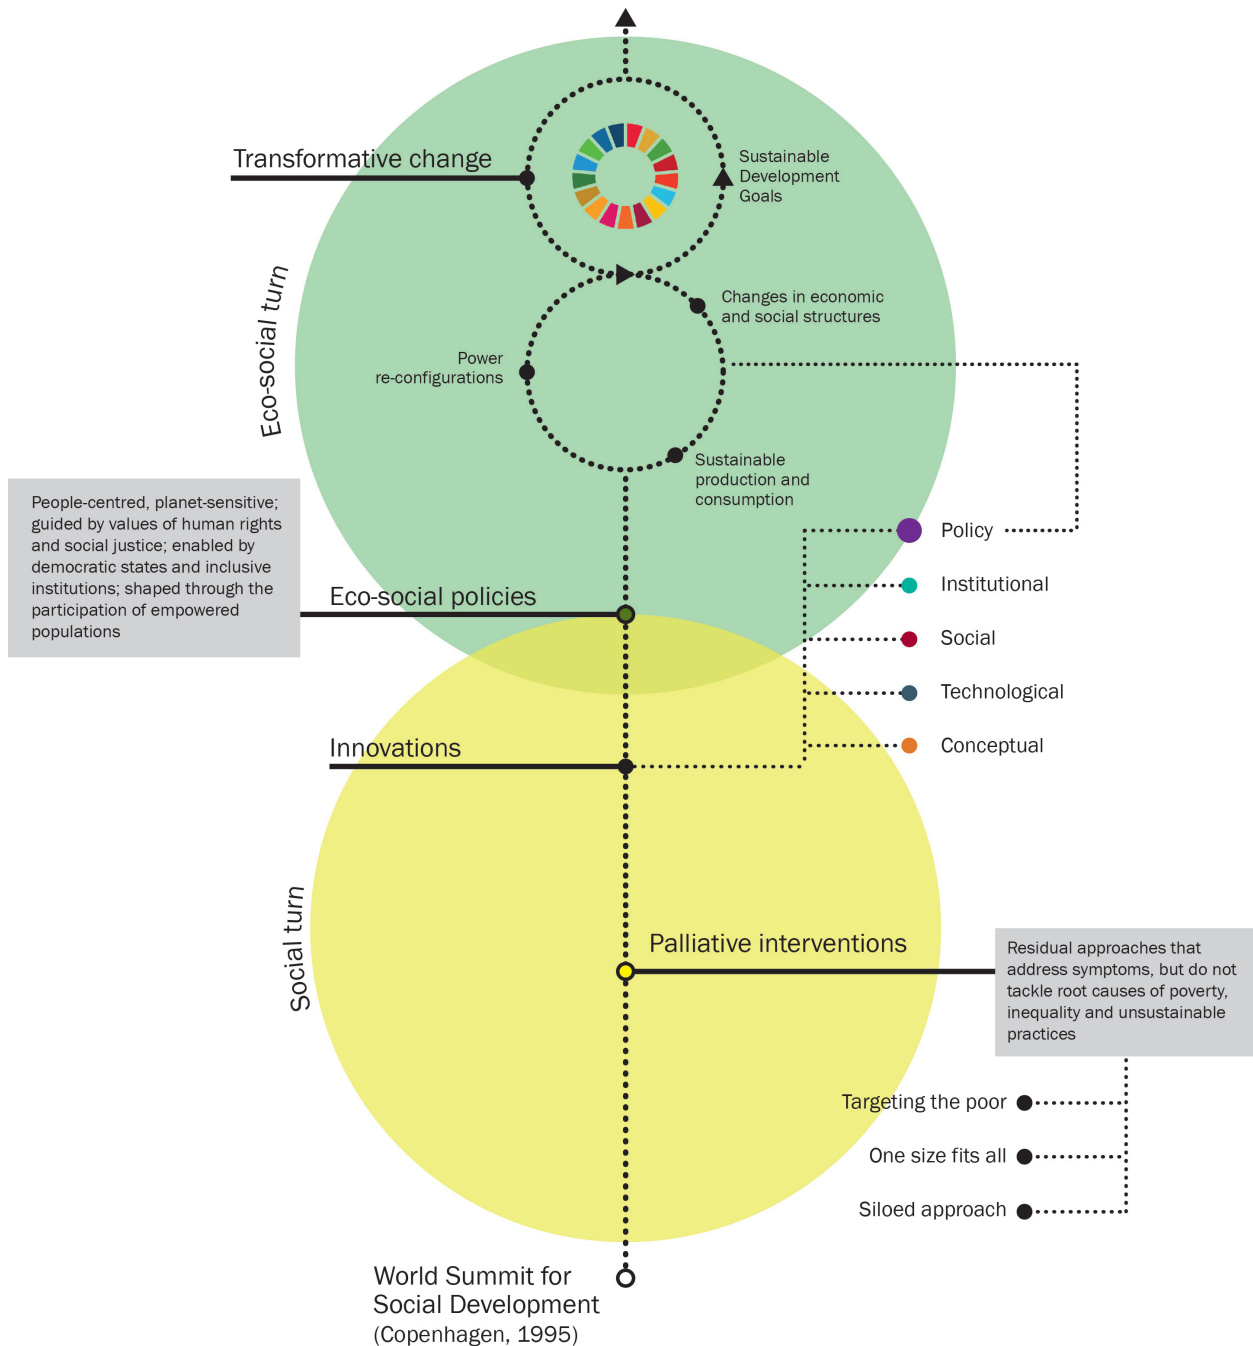 Transformative change
Sustainable
Development
Goals
Eco-social turn
Changes in economic
and social structures
Power
re-configurations
Sustainable
production and
consumption
People-centred, planet-sensitive;
guided by values of human rights
and social justice; enabled by
democratic states and inclusive
institutions; shaped through the
participation of empowered
populations
Eco-social policies
Policy
Institutional
Social
Technological
Conceptual
Innovations
Social turn
Palliative interventions
Residual approaches that
address symptoms, but do not
tackle root causes of poverty,
inequality and unsustainable
practices
Targeting the poor
One size fits all
Siloed approach
World Summit for
Social Development
(Copenhagen, 1995)